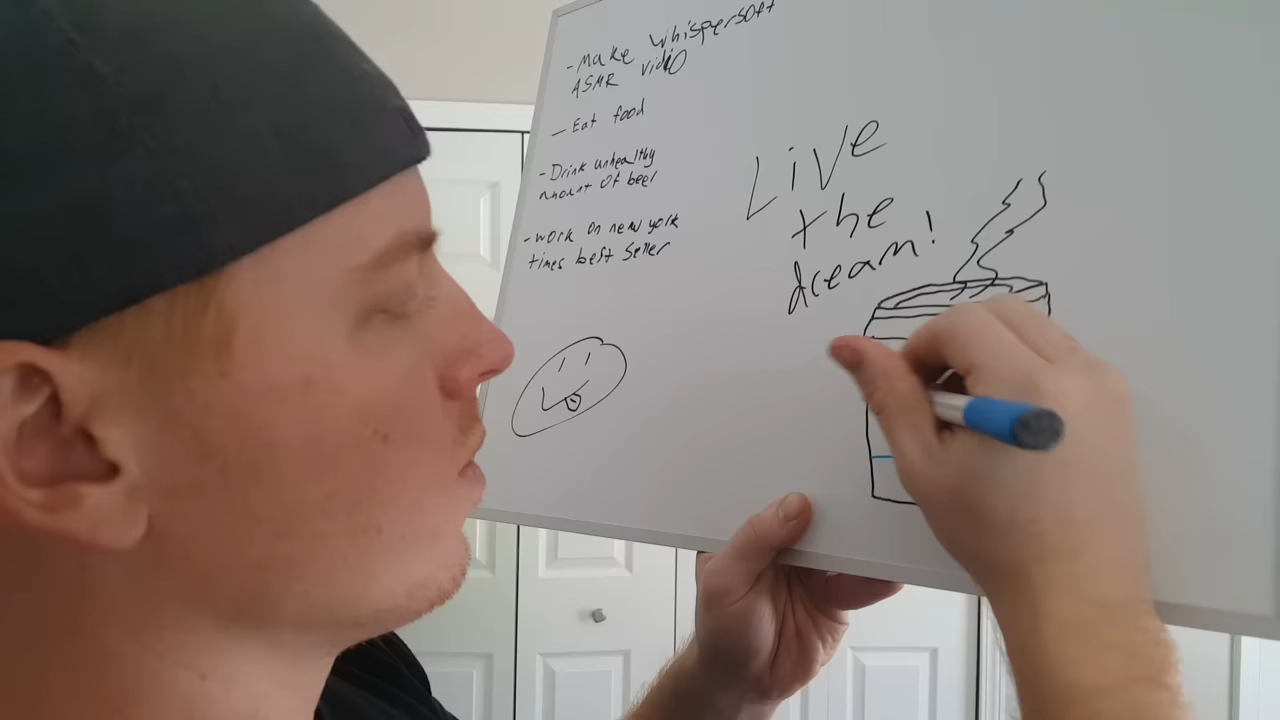 - Make whispersoft
ASMR video
- Eat food
- Drink unhealthy
amount of beer
- work on new york
times best seller
Live
the
dream!